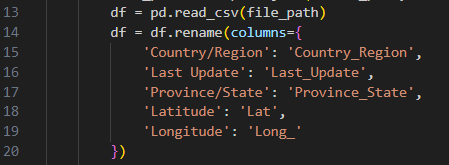 13 df = pd.read_csv(file_path)
14 df = df.rename(columns={
15 'Country/Region': 'Country_Region',
16 'Last Update': 'Last_Update',
17 'Province/State': 'Province_State',
18 'Latitude': 'Lat',
19 'Longitude': 'Long_'
20 })